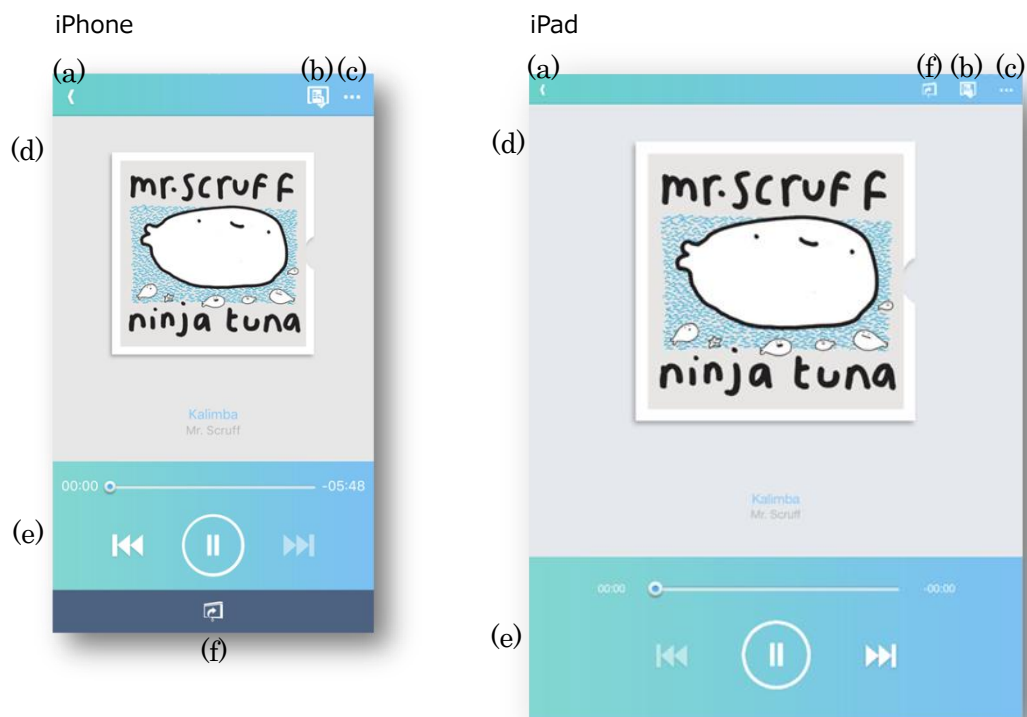 iPhone
iPad
(a)
(b)
(c)
(a)
(f)
(b)
(c)
(d)
(d)
mr.scruff
ninja tuna
mr.scruff
ninja tuna
Kalimba
Mr. Scruff
Kalimba
Mr. Scruff
00:00
-05:48
00:00
-00:00
(e)
(e)
(f)